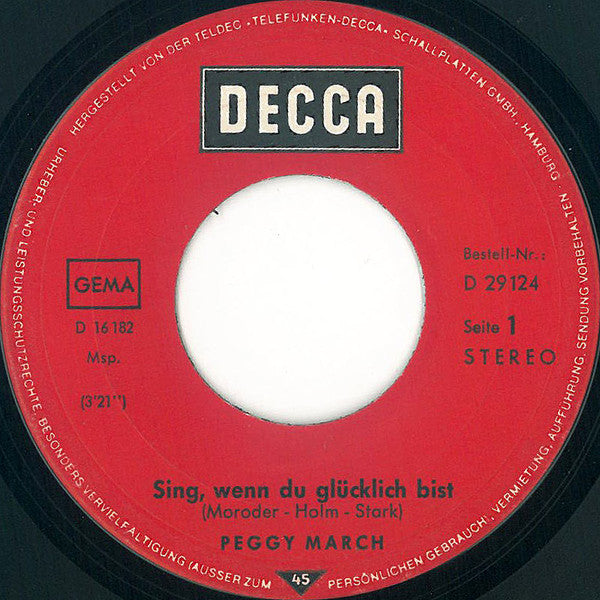 HERGESTELLT VON DER TELDEC »TELEFUNKEN-DECCA« SCHALLPLATTEN GMBH., HAMBURG
DECCA
GEMA
D 16 182
Msp.
(3'21")
Bestell-Nr.:
D 29124
Seite 1
STEREO
Sing, wenn du glücklich bist
(Moroder - Holm - Stark)
PEGGY MARCH
45
URHEBER- UND LEISTUNGSSCHUTZRECHTE, BESONDERS VERVIELFÄLTIGUNG (AUSSER ZUM PERSÖNLICHEN GEBRAUCH), VERMIETUNG, AUFFÜHRUNG, SENDUNG VORBEHALTEN